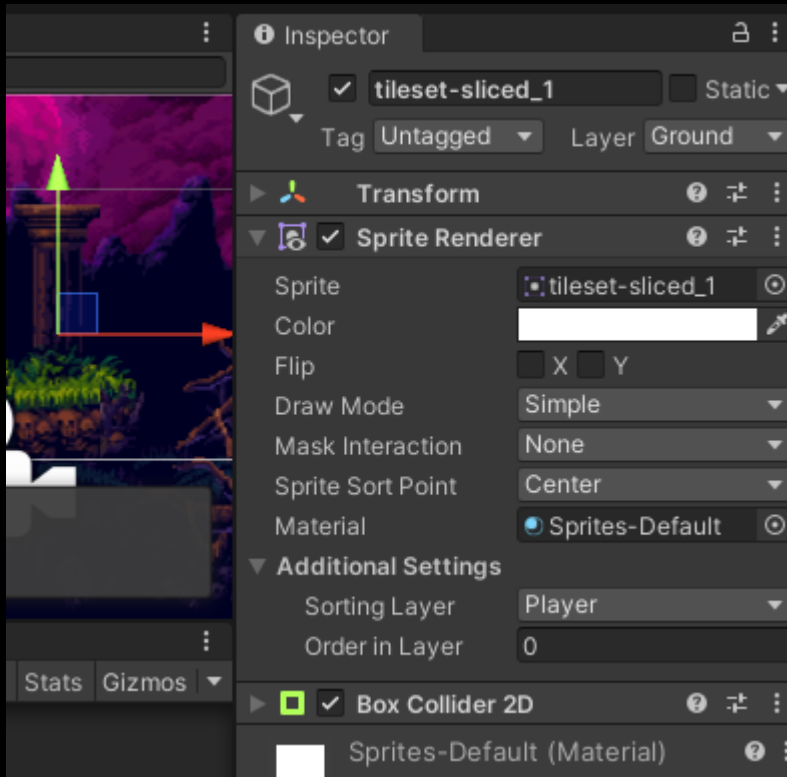 Inspector
tileset-sliced_1 Static
Tag Untagged Layer Ground
Transform
Sprite Renderer
Sprite tileset-sliced_1
Color
Flip X Y
Draw Mode Simple
Mask Interaction None
Sprite Sort Point Center
Material Sprites-Default
Additional Settings
Sorting Layer Player
Order in Layer 0
Stats Gizmos
Box Collider 2D
Sprites-Default (Material)